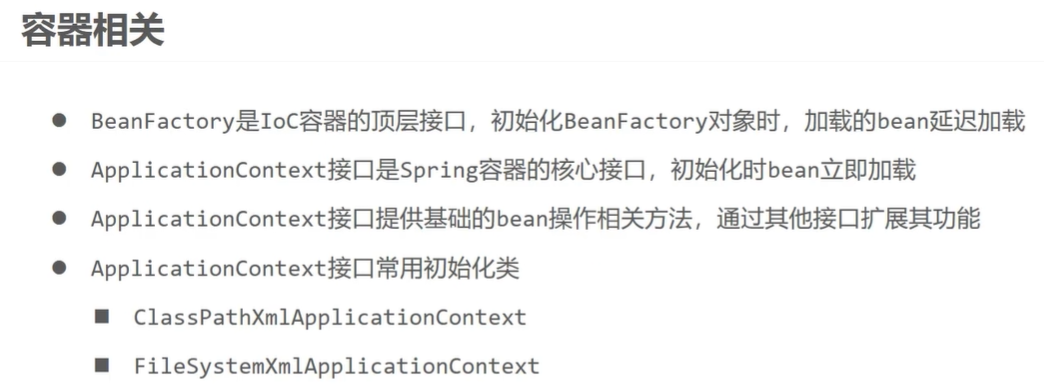 容器相关
● BeanFactory是IoC容器的顶层接口，初始化BeanFactory对象时，加载的bean延迟加载
● ApplicationContext接口是Spring容器的核心接口，初始化时bean立即加载
● ApplicationContext接口提供基础的bean操作相关方法，通过其他接口扩展其功能
● ApplicationContext接口常用初始化类
■ ClassPathXmlApplicationContext
■ FileSystemXmlApplicationContext